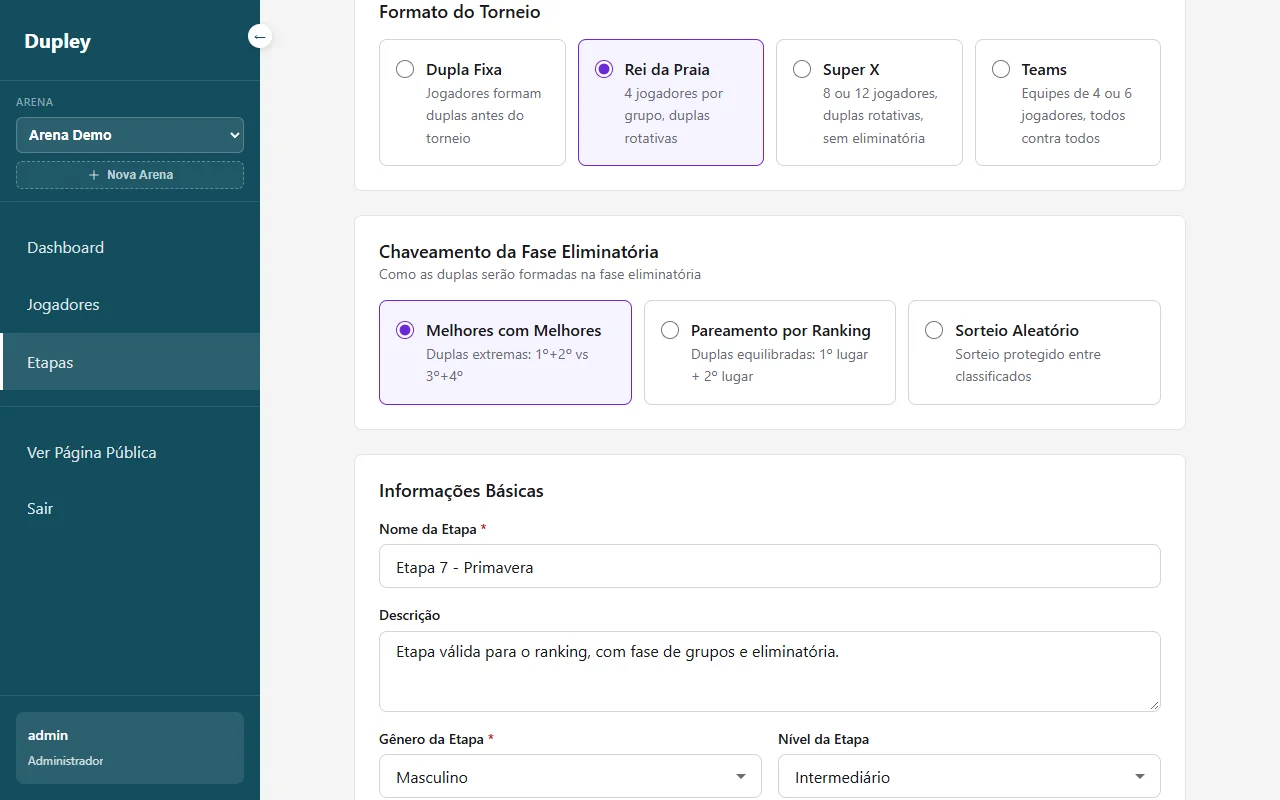 Dupley
←
ARENA
Arena Demo
+ Nova Arena
Dashboard
Jogadores
Etapas
Ver Página Pública
Sair
admin
Administrador
Formato do Torneio
Dupla Fixa
Jogadores formam
duplas antes do
torneio
Rei da Praia
4 jogadores por
grupo, duplas
rotativas
Super X
8 ou 12 jogadores,
duplas rotativas,
sem eliminatória
Teams
Equipes de 4 ou 6
jogadores, todos
contra todos
Chaveamento da Fase Eliminatória
Como as duplas serão formadas na fase eliminatória
Melhores com Melhores
Duplas extremas: 1º+2º vs
3º+4º
Pareamento por Ranking
Duplas equilibradas: 1º lugar
+ 2º lugar
Sorteio Aleatório
Sorteio protegido entre
classificados
Informações Básicas
Nome da Etapa *
Etapa 7 - Primavera
Descrição
Etapa válida para o ranking, com fase de grupos e eliminatória.
Gênero da Etapa *
Masculino
Nível da Etapa
Intermediário